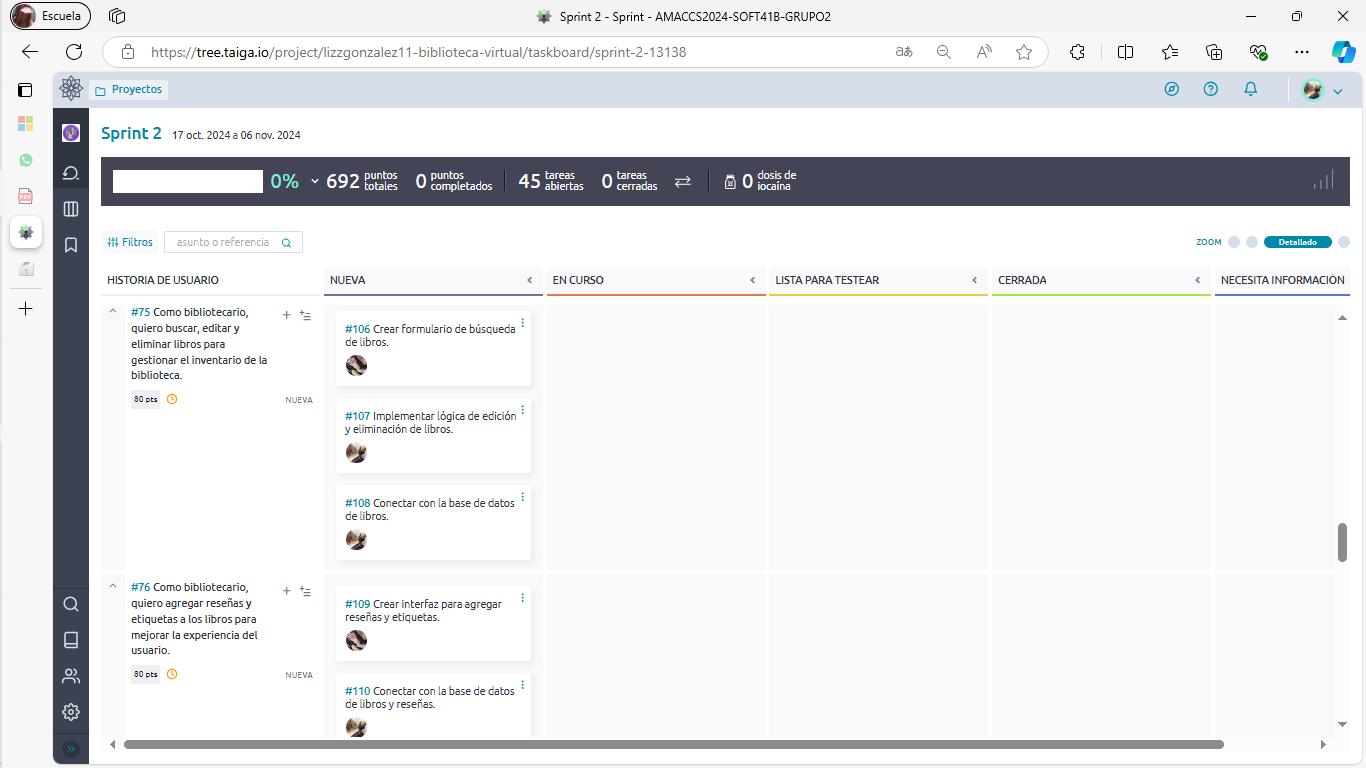 Escuela
Sprint 2 - Sprint - AMACCS2024-SOFT41B-GRUPO2
https://tree.taiga.io/project/lizzgonzalez11-biblioteca-virtual/taskboard/sprint-2-13138
Proyectos
Sprint 2 17 oct. 2024 a 06 nov. 2024
0% 692 puntos totales 0 puntos completados 45 tareas abiertas 0 tareas cerradas 0 dosis de iocaína
Filtros asunto o referencia ZOOM Detallado
HISTORIA DE USUARIO NUEVA EN CURSO LISTA PARA TESTEAR CERRADA NECESITA INFORMACIÓN
#75 Como bibliotecario,
quiero buscar, editar y
eliminar libros para
gestionar el inventario de la
biblioteca.
80 pts NUEVA
#106 Crear formulario de búsqueda
de libros.
#107 Implementar lógica de edición
y eliminación de libros.
#108 Conectar con la base de datos
de libros.
#76 Como bibliotecario,
quiero agregar reseñas y
etiquetas a los libros para
mejorar la experiencia del
usuario.
80 pts NUEVA
#109 Crear interfaz para agregar
reseñas y etiquetas.
#110 Conectar con la base de datos
de libros y reseñas.